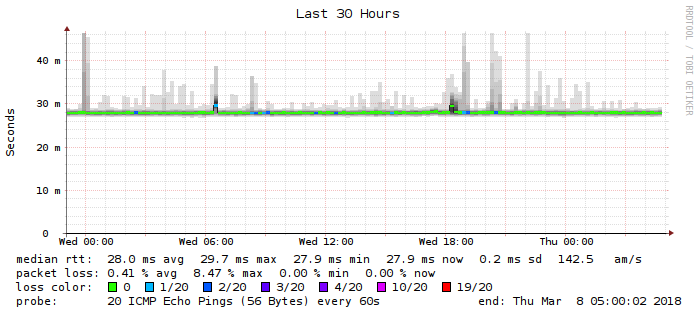 Last 30 Hours
RRDTOOL / TOBI OETIKER
Seconds
40 m
30 m
20 m
10 m
0
Wed 00:00 Wed 06:00 Wed 12:00 Wed 18:00 Thu 00:00
median rtt: 28.0 ms avg 29.7 ms max 27.9 ms min 27.9 ms now 0.2 ms sd 142.5 am/s
packet loss: 0.41 % avg 8.47 % max 0.00 % min 0.00 % now
loss color: 0 1/20 2/20 3/20 4/20 10/20 19/20
probe: 20 ICMP Echo Pings (56 Bytes) every 60s end: Thu Mar 8 05:00:02 2018